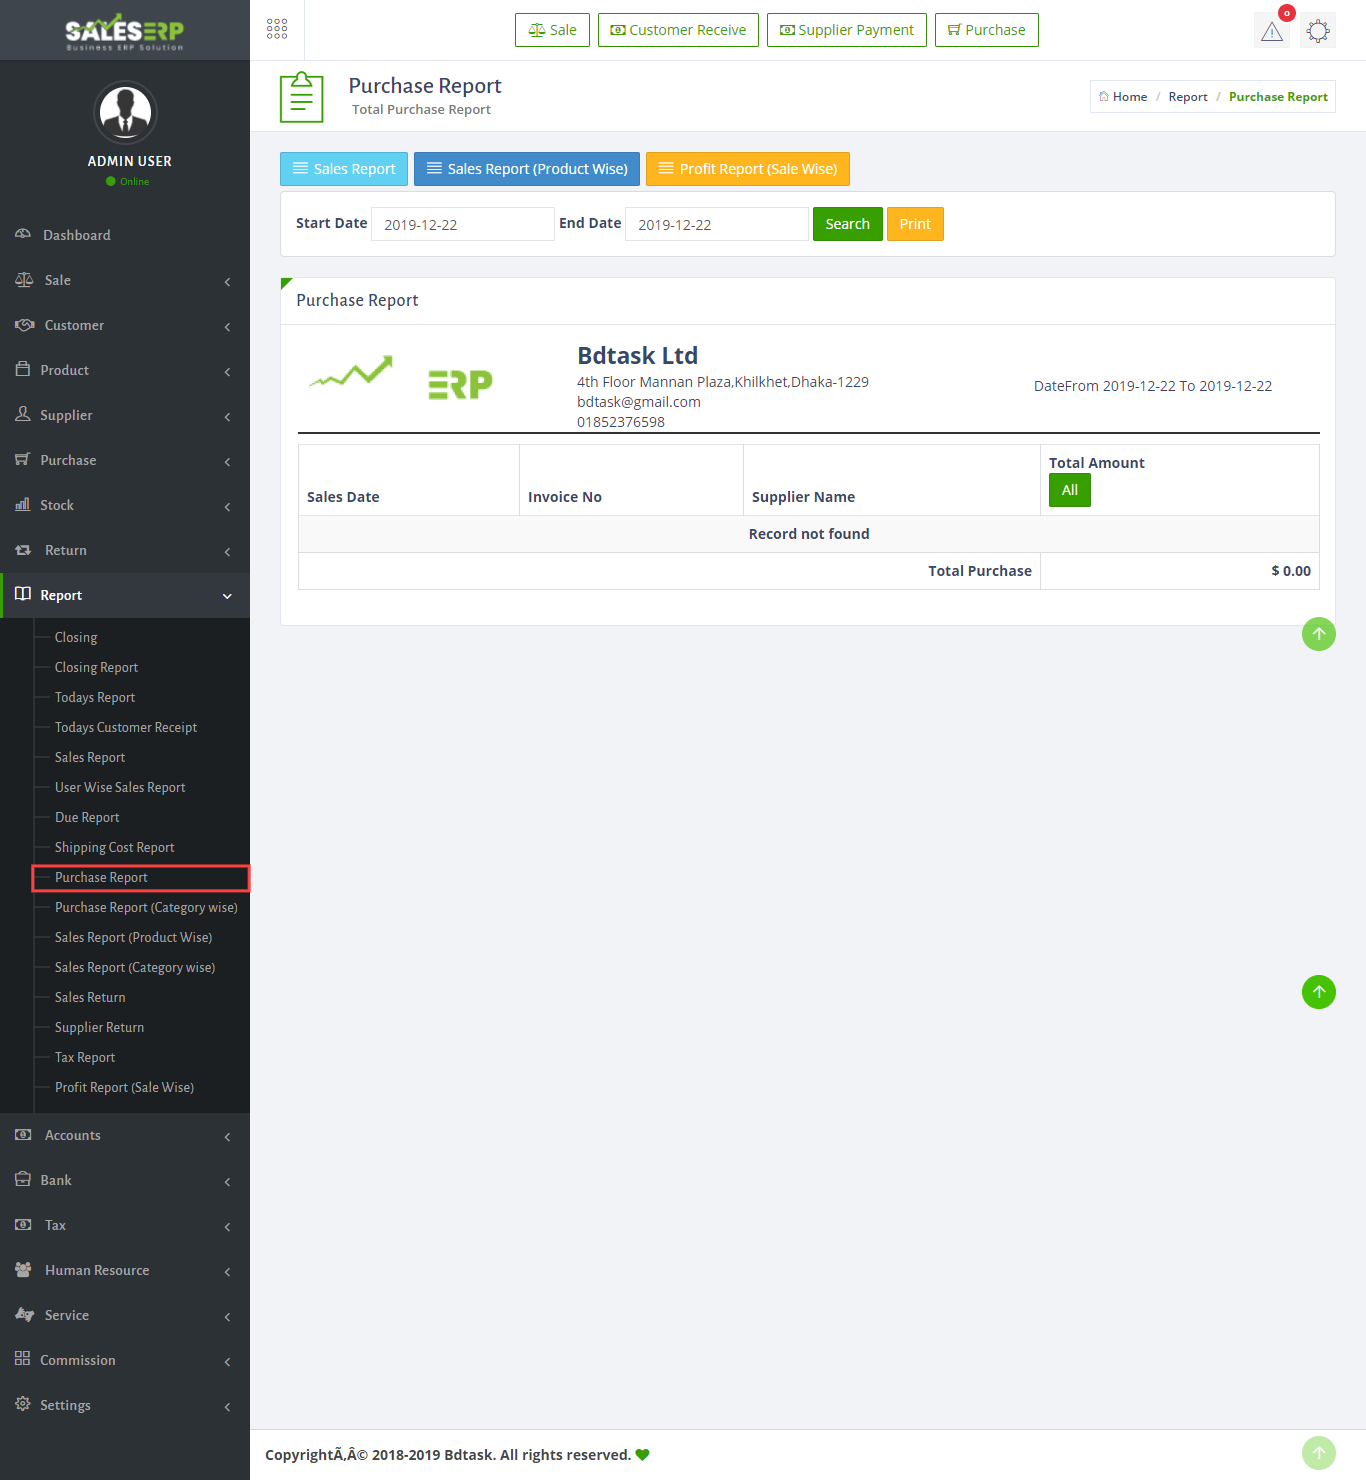 SALESERP
Business ERP Solution
ADMIN USER
Online
Dashboard
Sale
Customer
Product
Supplier
Purchase
Stock
Return
Report
Closing
Closing Report
Todays Report
Todays Customer Receipt
Sales Report
User Wise Sales Report
Due Report
Shipping Cost Report
Purchase Report
Purchase Report (Category wise)
Sales Report (Product Wise)
Sales Report (Category wise)
Sales Return
Supplier Return
Tax Report
Profit Report (Sale Wise)
Accounts
Bank
Tax
Human Resource
Service
Commission
Settings
Sale Customer Receive Supplier Payment Purchase
0
Purchase Report
Total Purchase Report
Home / Report / Purchase Report
Sales Report Sales Report (Product Wise) Profit Report (Sale Wise)
Start Date 2019-12-22 End Date 2019-12-22 Search Print
Purchase Report
ERP
Bdtask Ltd
4th Floor Mannan Plaza,Khilkhet,Dhaka-1229
bdtask@gmail.com
01852376598
DateFrom 2019-12-22 To 2019-12-22
Sales Date Invoice No Supplier Name Total Amount
All
Record not found
Total Purchase $ 0.00
CopyrightÃ,Â© 2018-2019 Bdtask. All rights reserved.